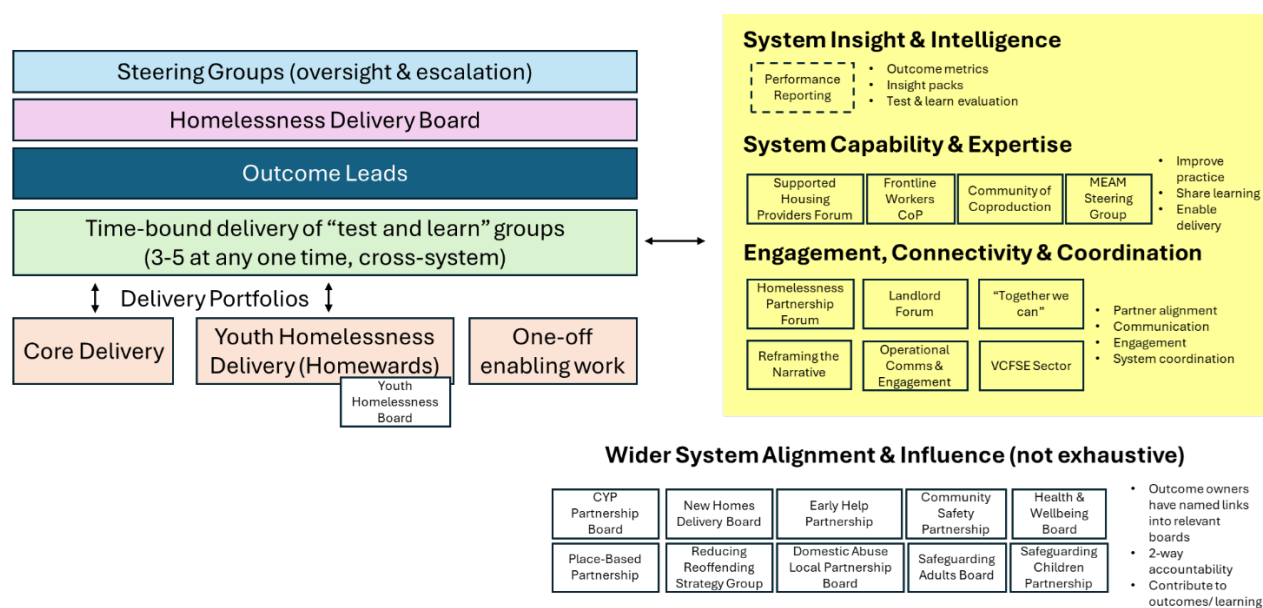 Steering Groups (oversight & escalation)
Homelessness Delivery Board
Outcome Leads
Time-bound delivery of “test and learn” groups
(3-5 at any one time, cross-system)
Delivery Portfolios
Core Delivery
Youth Homelessness
Delivery (Homewards)
Youth
Homelessness
Board
One-off
enabling work
System Insight & Intelligence
Performance
Reporting
• Outcome metrics
• Insight packs
• Test & learn evaluation
System Capability & Expertise
Supported
Housing
Providers Forum
Frontline
Workers
CoP
Community of
Coproduction
MEAM
Steering
Group
• Improve
practice
• Share learning
• Enable
delivery
Engagement, Connectivity & Coordination
Homelessness
Partnership
Forum
Landlord
Forum
“Together we
can”
Reframing the
Narrative
Operational
Comms &
Engagement
VCFSE Sector
• Partner alignment
• Communication
• Engagement
• System coordination
Wider System Alignment & Influence (not exhaustive)
CYP
Partnership
Board
New Homes
Delivery Board
Early Help
Partnership
Community
Safety
Partnership
Health &
Wellbeing
Board
Place-Based
Partnership
Reducing
Reoffending
Strategy Group
Domestic Abuse
Local Partnership
Board
Safeguarding
Adults Board
Safeguarding
Children
Partnership
• Outcome owners
have named links
into relevant
boards
• 2-way
accountability
• Contribute to
outcomes/ learning